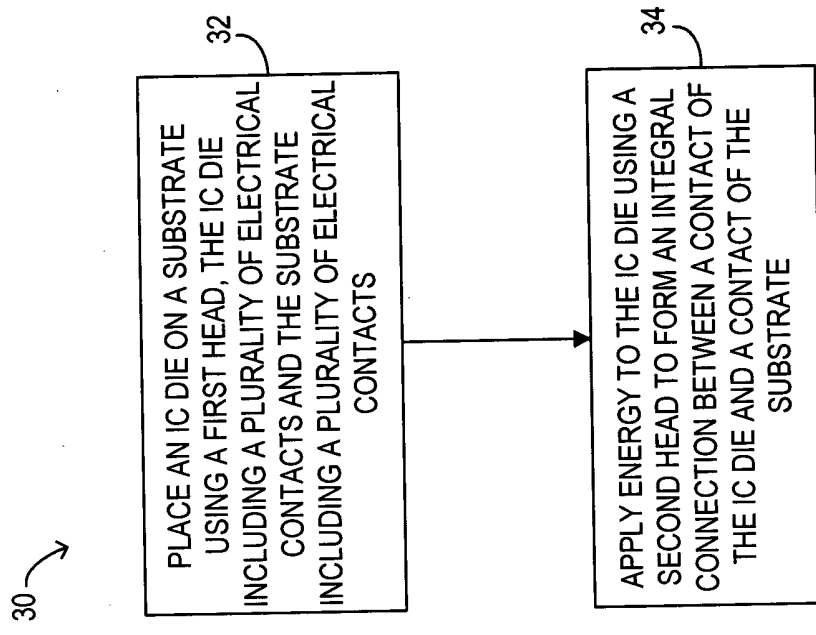 30
PLACE AN IC DIE ON A SUBSTRATE
USING A FIRST HEAD, THE IC DIE
INCLUDING A PLURALITY OF ELECTRICAL
CONTACTS AND THE SUBSTRATE
INCLUDING A PLURALITY OF ELECTRICAL
CONTACTS
32
APPLY ENERGY TO THE IC DIE USING A
SECOND HEAD TO FORM AN INTEGRAL
CONNECTION BETWEEN A CONTACT OF
THE IC DIE AND A CONTACT OF THE
SUBSTRATE
34